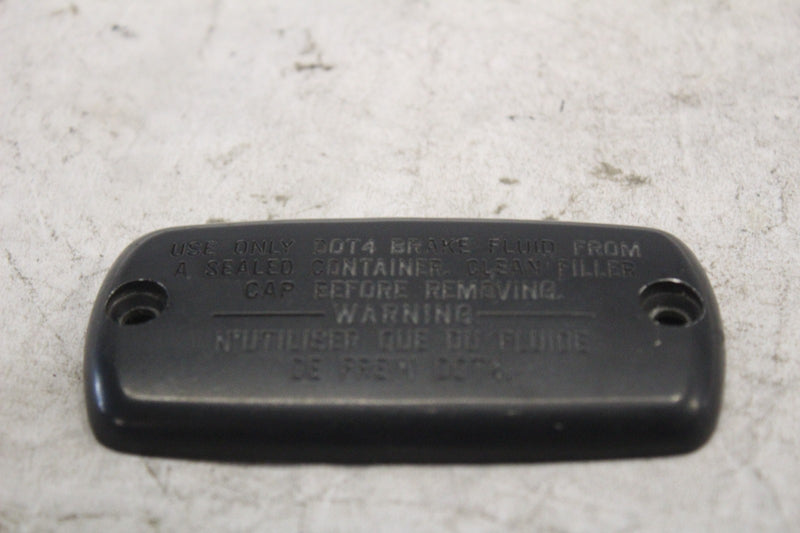 USE ONLY DOT4 BRAKE FLUID FROM
A SEALED CONTAINER. CLEAN FILLER
CAP BEFORE REMOVING.
WARNING
N'UTILISER QUE DU FLUIDE
DE FREIN DOT4.